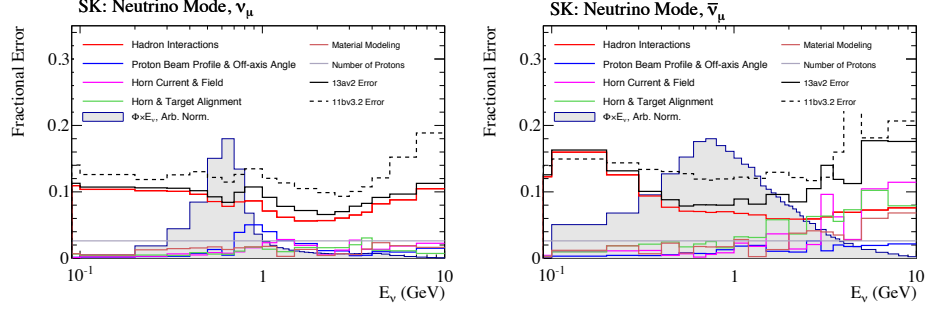 SK: Neutrino Mode, νμ
Fractional Error
0.3
0.2
0.1
0
Hadron Interactions
Proton Beam Profile & Off-axis Angle
Horn Current & Field
Horn & Target Alignment
Φ×Eν, Arb. Norm.
Material Modeling
Number of Protons
13av2 Error
11bv3.2 Error
10⁻¹
1
10
Eν (GeV)
SK: Neutrino Mode, ν̄μ
Fractional Error
0.3
0.2
0.1
0
Hadron Interactions
Proton Beam Profile & Off-axis Angle
Horn Current & Field
Horn & Target Alignment
Φ×Eν, Arb. Norm.
Material Modeling
Number of Protons
13av2 Error
11bv3.2 Error
10⁻¹
1
10
Eν (GeV)